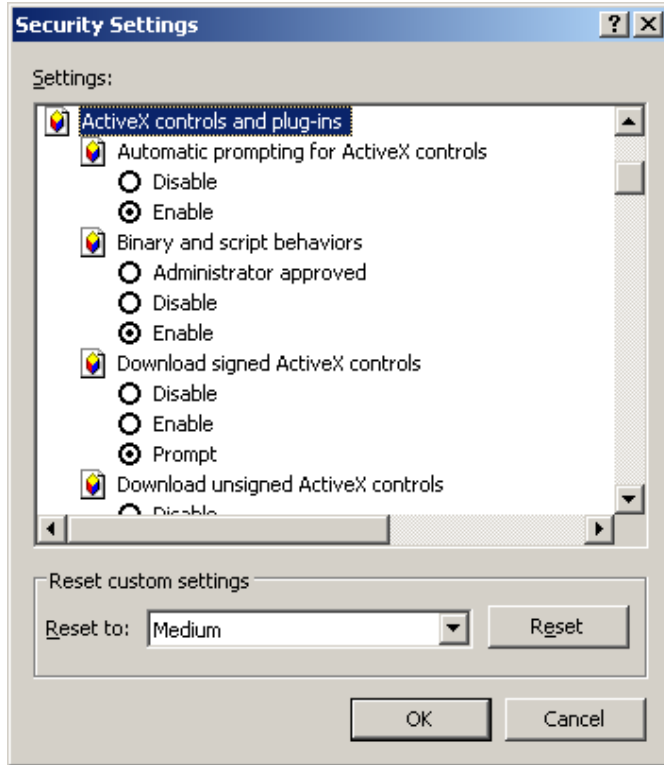 Security Settings
Settings:
ActiveX controls and plug-ins
Automatic prompting for ActiveX controls
Disable
Enable
Binary and script behaviors
Administrator approved
Disable
Enable
Download signed ActiveX controls
Disable
Enable
Prompt
Download unsigned ActiveX controls
Disable
Reset custom settings
Reset to: Medium Reset
OK Cancel